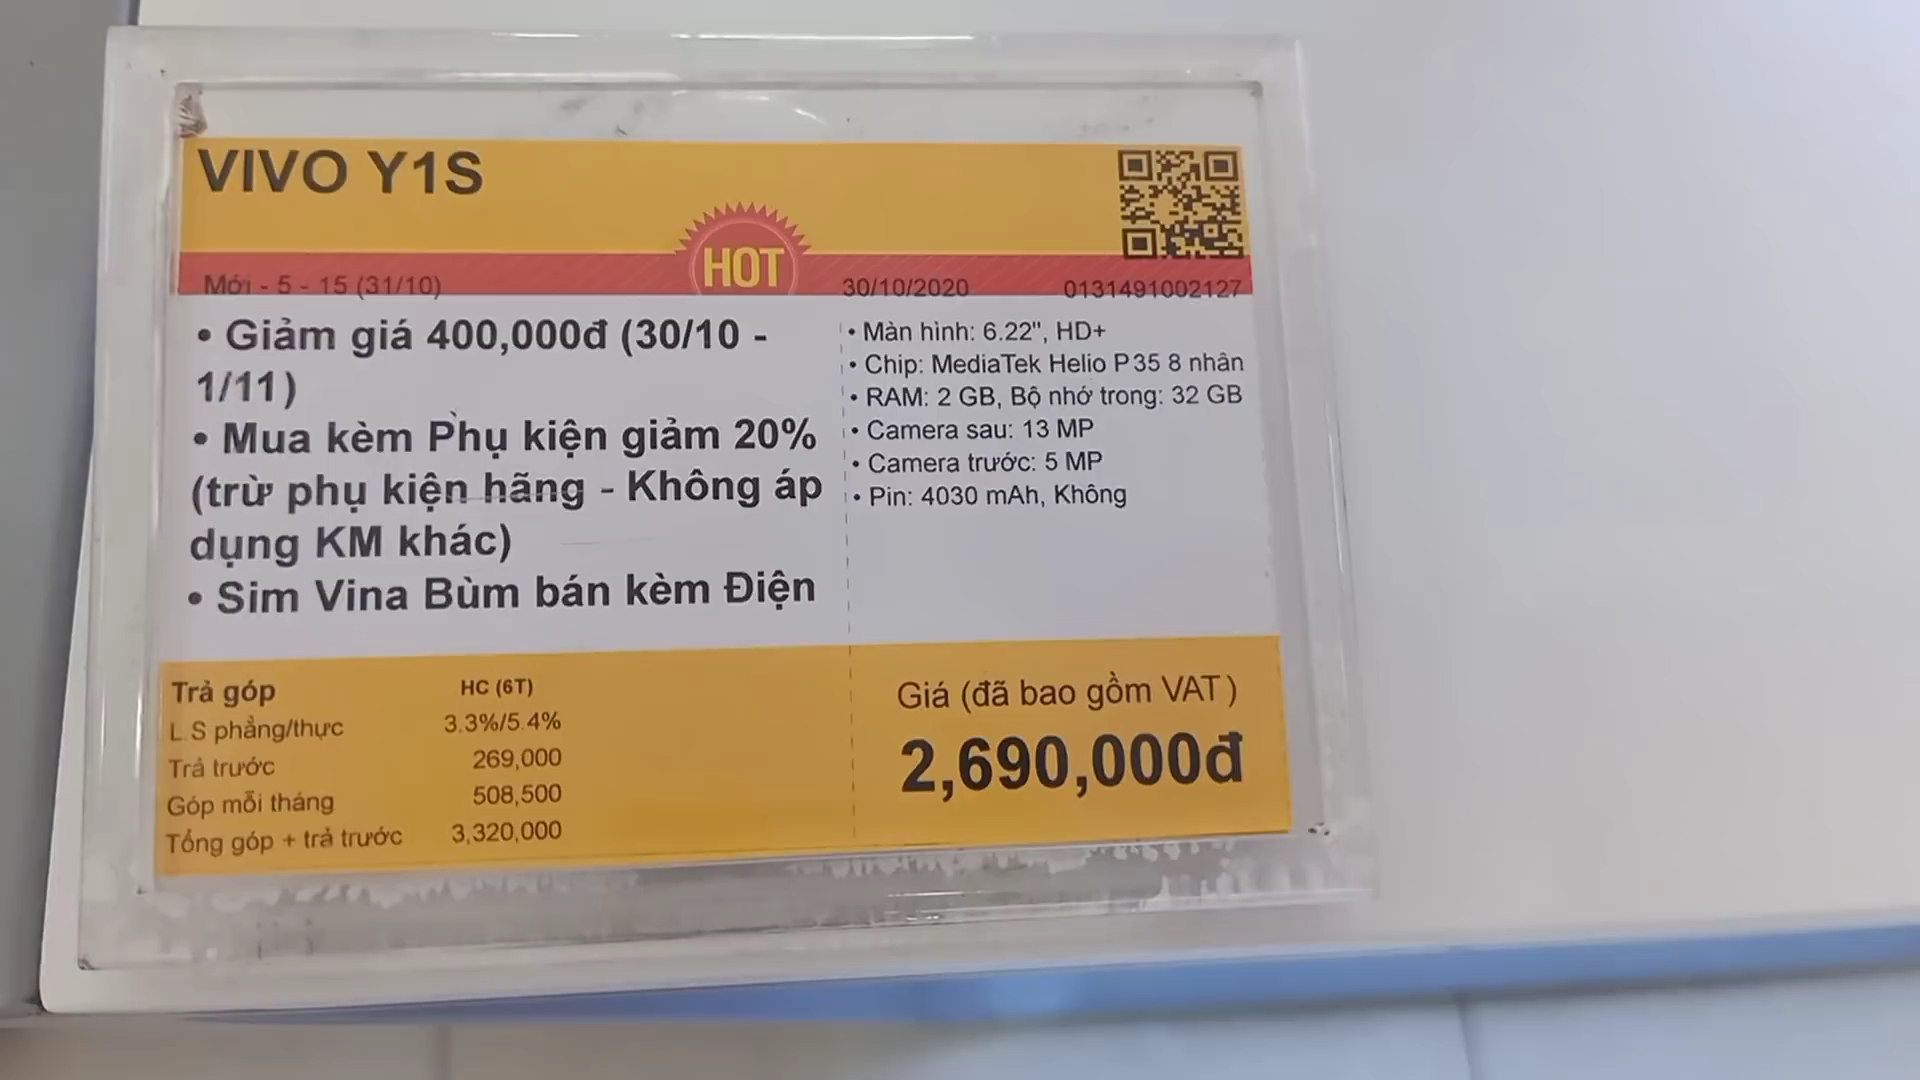 VIVO Y1S
HOT
Mới - 5 - 15 (31/10)
30/10/2020
0131491002127
• Giảm giá 400,000đ (30/10 -
1/11)
• Mua kèm Phụ kiện giảm 20%
(trừ phụ kiện hãng - Không áp
dụng KM khác)
• Sim Vina Bùm bán kèm Điện
• Màn hình: 6.22", HD+
• Chip: MediaTek Helio P35 8 nhân
• RAM: 2 GB, Bộ nhớ trong: 32 GB
• Camera sau: 13 MP
• Camera trước: 5 MP
• Pin: 4030 mAh, Không
Trả góp HC (6T)
L.S phẳng/thực 3.3%/5.4%
Trả trước 269,000
Góp mỗi tháng 508,500
Tổng góp + trả trước 3,320,000
Giá (đã bao gồm VAT)
2,690,000đ